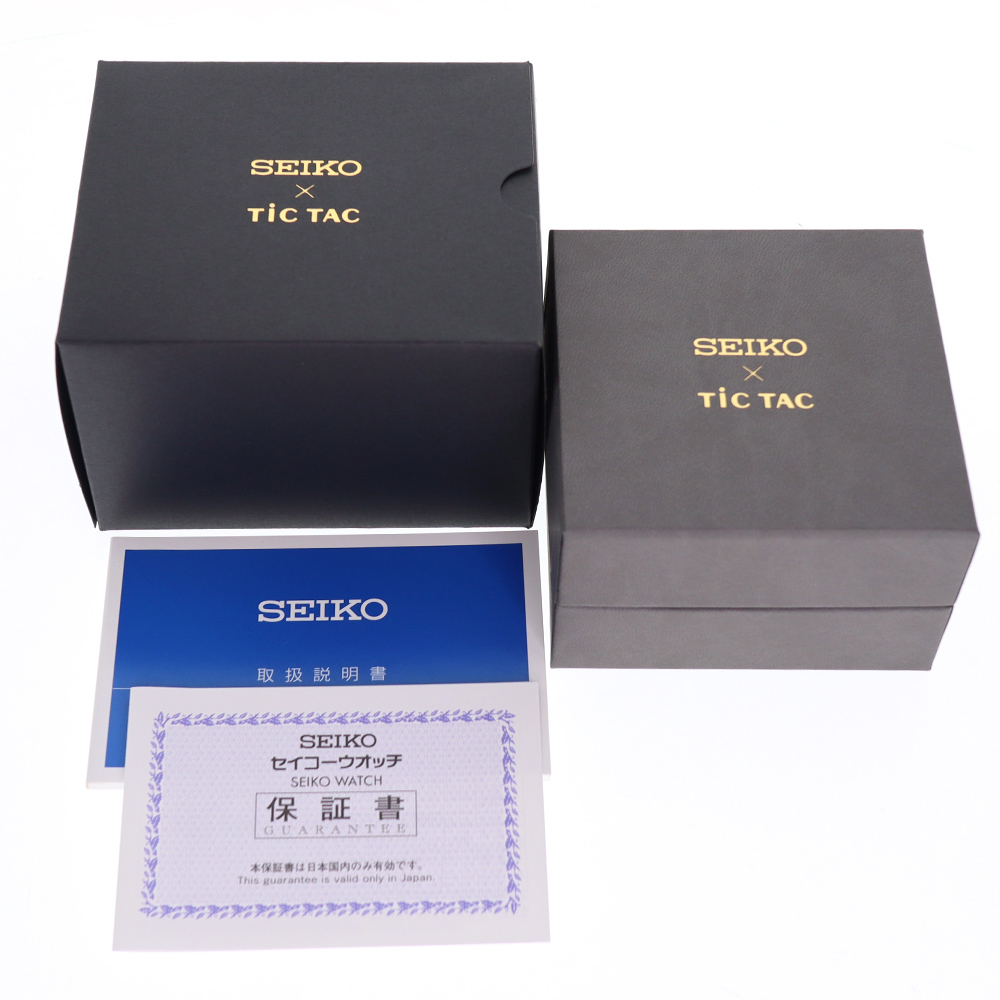 SEIKO
×
TiC TAC
SEIKO
×
TiC TAC
SEIKO
取扱説明書
SEIKO
セイコーウオッチ
SEIKO WATCH
保証書
GUARANTEE
本保証書は日本国内のみ有効です。
This guarantee is valid only in Japan.